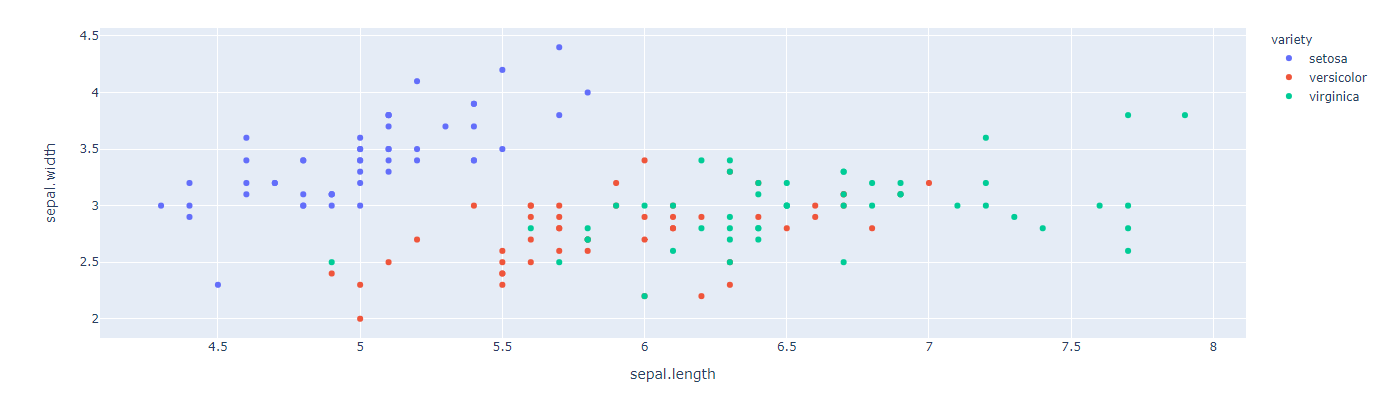 variety
setosa
versicolor
virginica
4.5
4
3.5
3
2.5
2
sepal.width
4.5 5 5.5 6 6.5 7 7.5 8
sepal.length